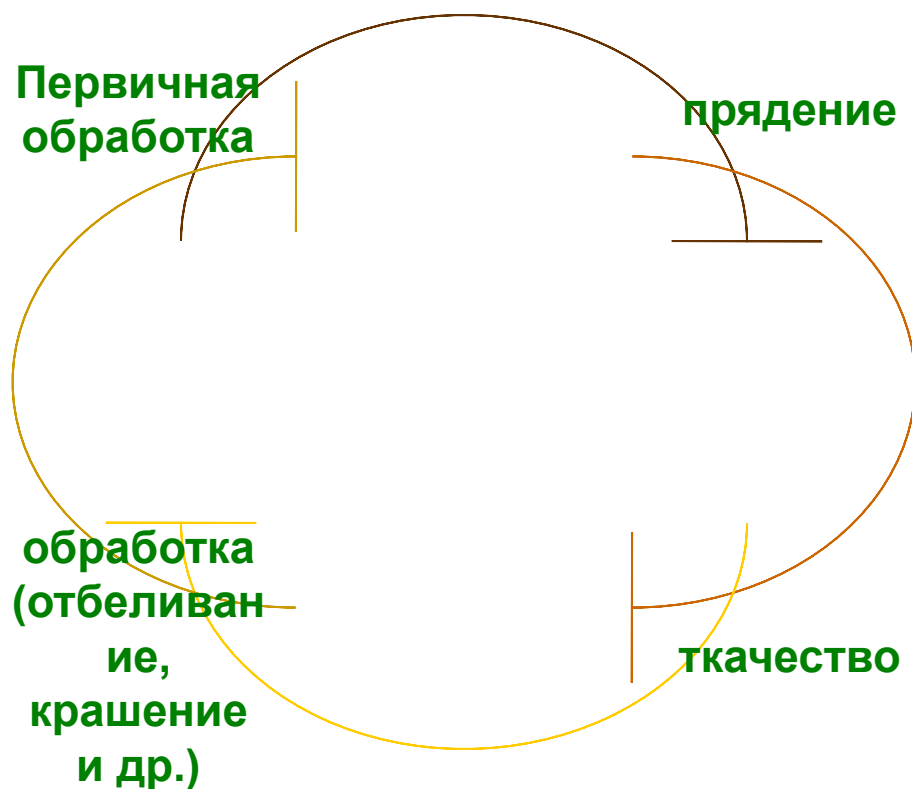 Первичная
обработка
прядение
обработка
(отбеливан
ие,
крашение
и др.)
ткачество